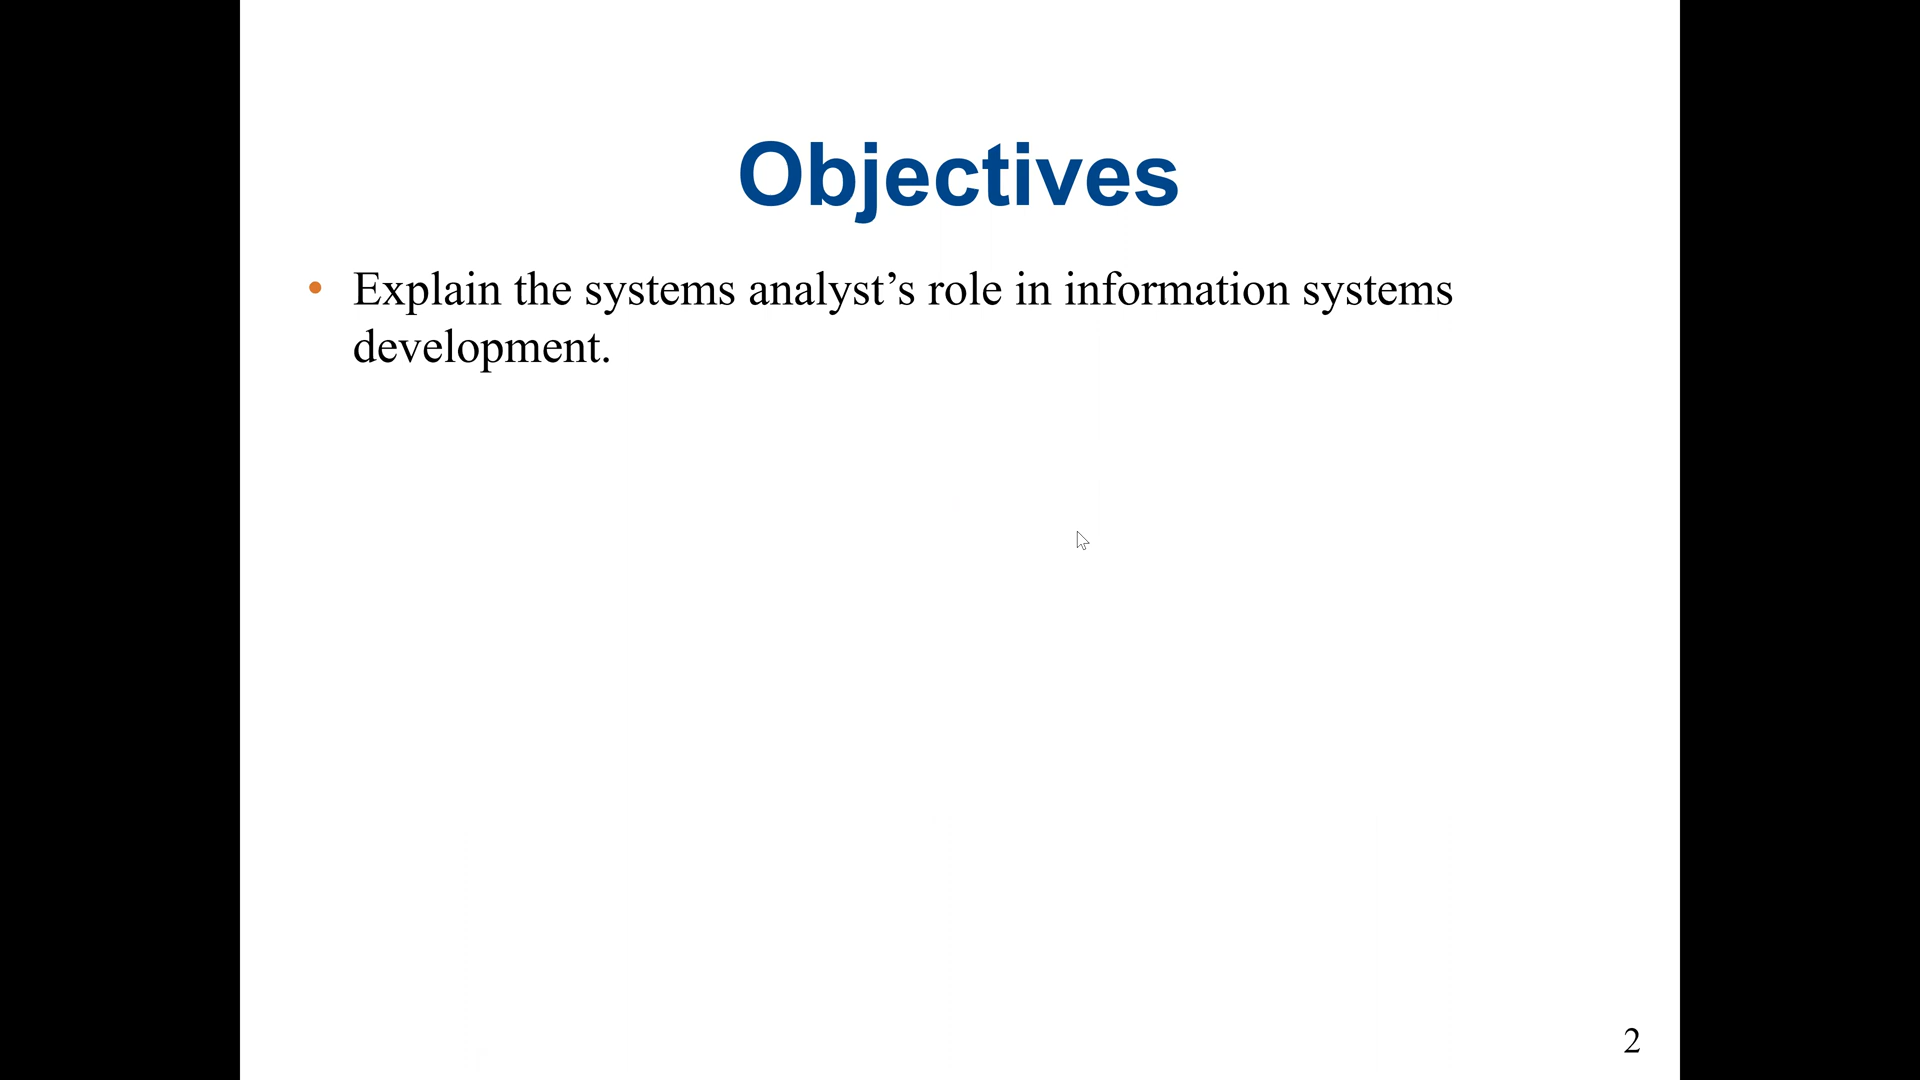 Objectives
• Explain the systems analyst’s role in information systems
development.
2